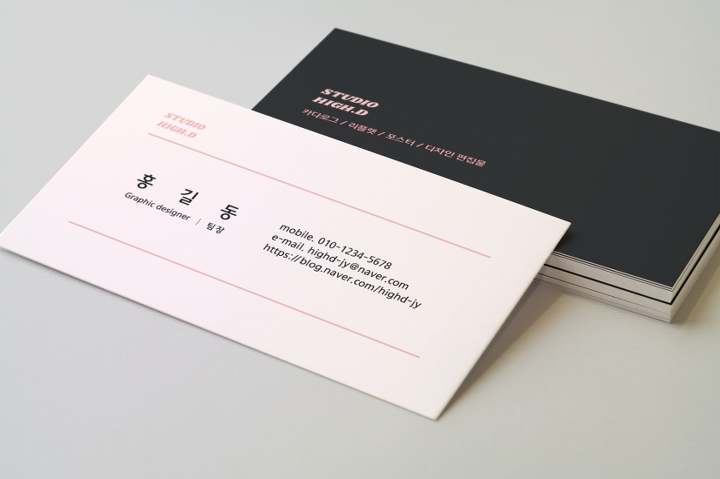 STUDIO
HIGH.D
홍 길 동
Graphic designer | 팀장
mobile. 010-1234-5678
e-mail. highd-jy@naver.com
https://blog.naver.com/highd-jy
STUDIO
HIGH.D
카다로그 / 리플렛 / 포스터 / 디자인 편집물